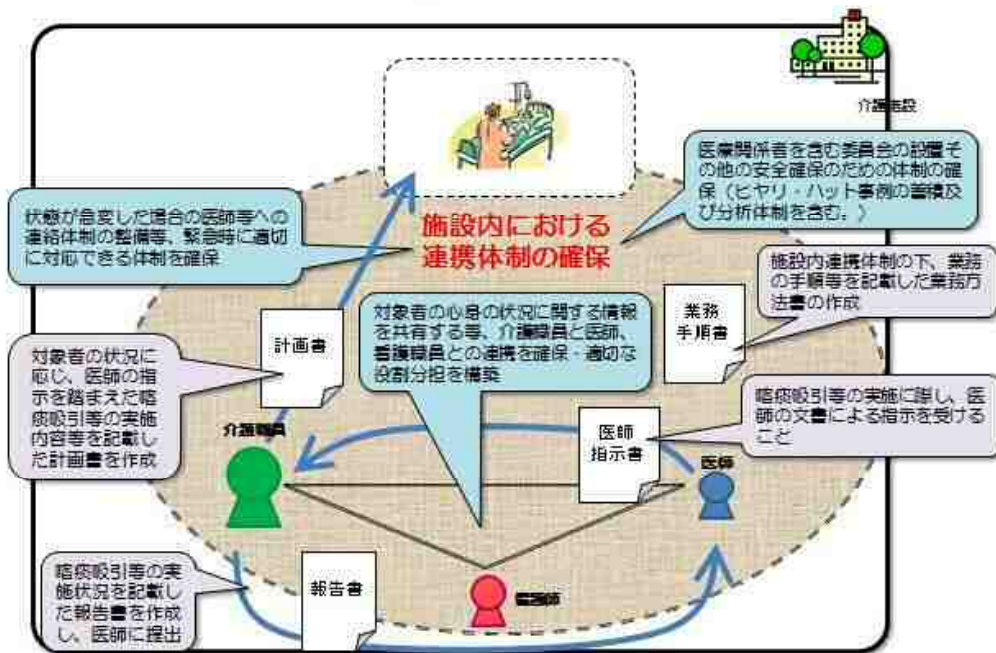 介護施設
医療関係者を含む委員会の設置その
他の安全確保のための体制の確
保（ヒヤリ・ハット事例の蓄積及
び分析体制を含む。）
状態が急変した場合の医師等への
連絡体制の整備等、緊急時に適切
に対応できる体制を確保
施設内における
連携体制の確保
施設内連携体制の下、業務
の手順等を記載した業務方
法書の作成
計画書
対象者の心身の状況に関する情報
を共有する等、介護職員と医師、
看護職員との連携を確保・適切な
役割分担を構築
業務
手順書
対象者の状況に
応じ、医師の指
示を踏まえた喀
痰吸引等の実施
内容等を記載し
た計画書を作成
喀痰吸引等の実施に際し、医
師の文書による指示を受ける
こと
介護職員
医師
指示書
医師
喀痰吸引等の実
施状況を記載し
た報告書を作成
し、医師に提出
報告書
看護師